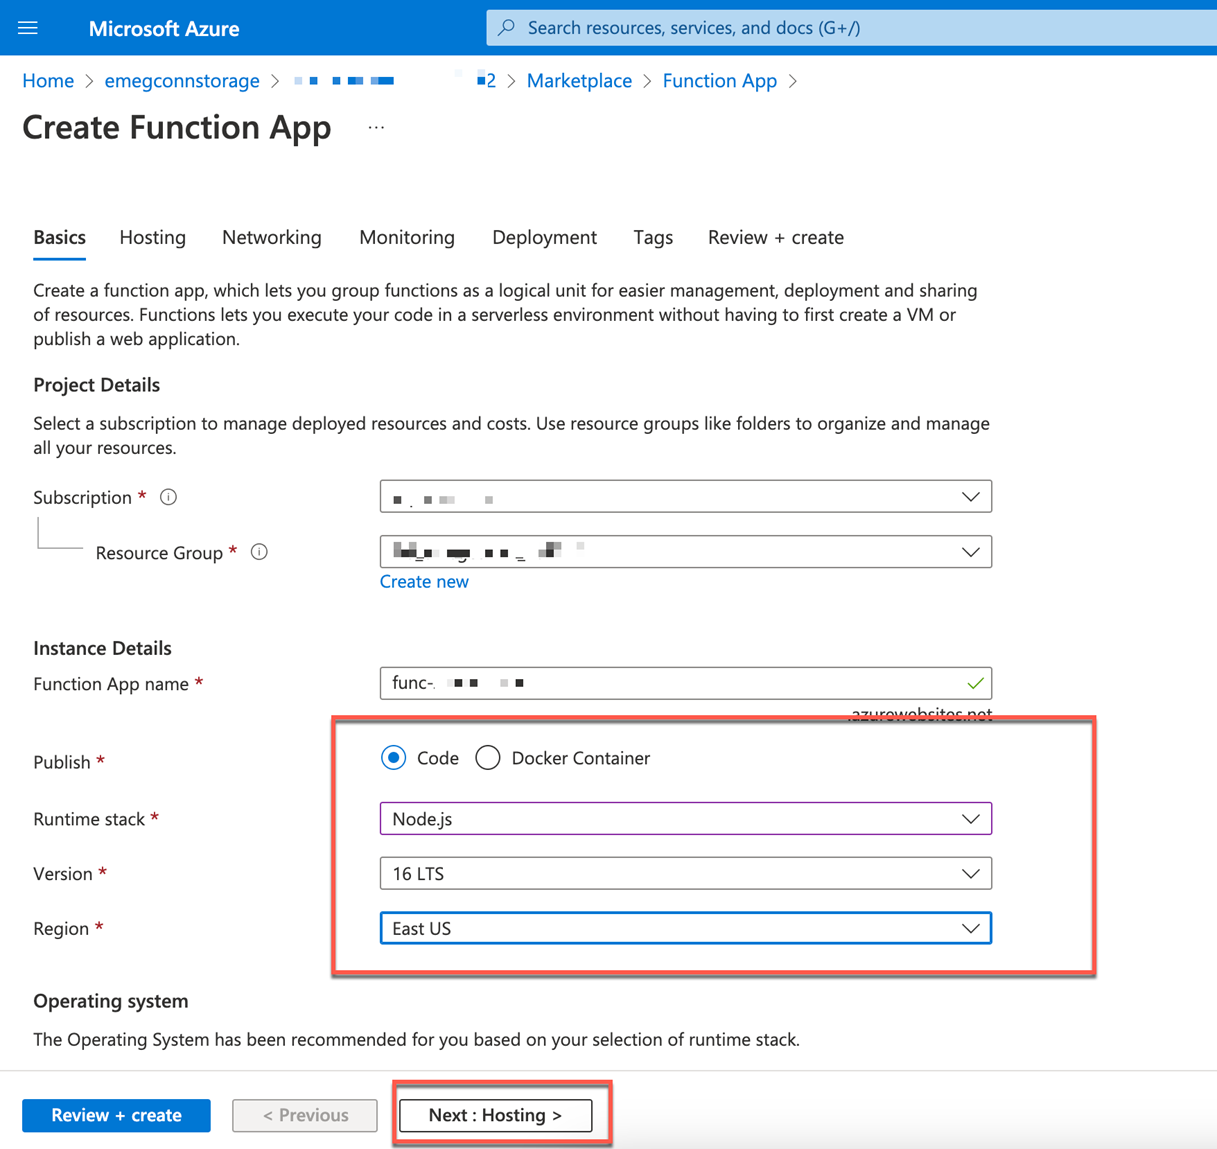 Microsoft Azure
Search resources, services, and docs (G+/)
Home > emegconnstorage > 2 > Marketplace > Function App >
Create Function App ...
Basics Hosting Networking Monitoring Deployment Tags Review + create
Create a function app, which lets you group functions as a logical unit for easier management, deployment and sharing
of resources. Functions lets you execute your code in a serverless environment without having to first create a VM or
publish a web application.
Project Details
Select a subscription to manage deployed resources and costs. Use resource groups like folders to organize and manage
all your resources.
Subscription *
Resource Group *
Create new
Instance Details
Function App name *
func-
.azurewebsites.net
Publish *
Code Docker Container
Runtime stack *
Node.js
Version *
16 LTS
Region *
East US
Operating system
The Operating System has been recommended for you based on your selection of runtime stack.
Review + create
< Previous
Next : Hosting >